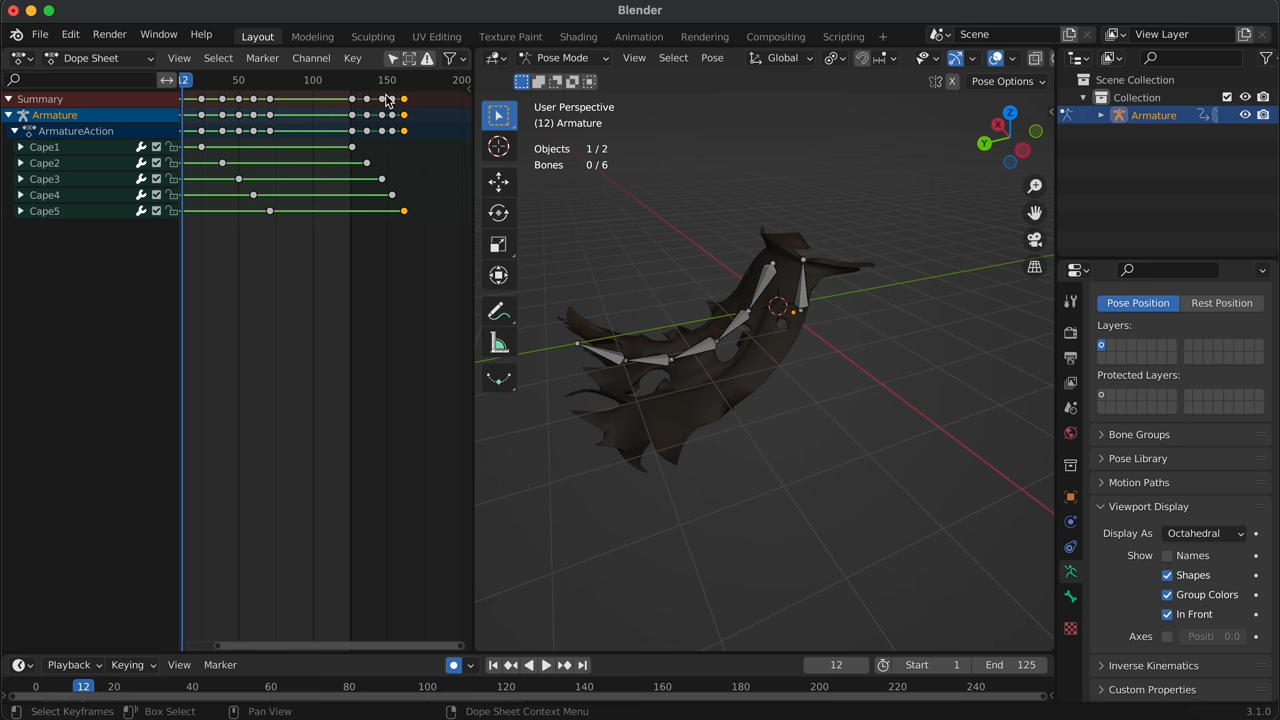 Blender
File Edit Render Window Help Layout Modeling Sculpting UV Editing Texture Paint Shading Animation Rendering Compositing Scripting + Scene View Layer
Dope Sheet View Select Marker Channel Key Pose Mode View Select Pose Global
12 50 100 150 200 X Pose Options
Summary
Armature
ArmatureAction
Cape1
Cape2
Cape3
Cape4
Cape5
User Perspective
(12) Armature
Objects 1 / 2
Bones 0 / 6
X
Y
Z
Scene Collection
Collection
Armature
Pose Position Rest Position
Layers:
Protected Layers:
Bone Groups
Pose Library
Motion Paths
Viewport Display
Display As Octahedral
Show Names
Shapes
Group Colors
In Front
Axes Positi 0.0
Inverse Kinematics
Custom Properties
Playback Keying View Marker 12 Start 1 End 125
0 12 20 40 60 80 100 120 140 160 180 200 220 240
Select Keyframes Box Select Pan View Dope Sheet Context Menu 3.1.0